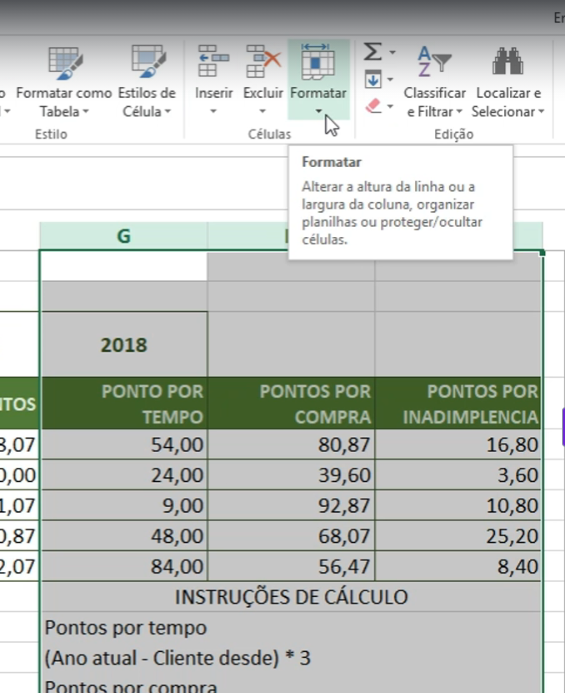 En
Formatar como
Tabela
Estilos de
Célula
Inserir
Excluir
Formatar
Classificar
e Filtrar
Localizar e
Selecionar
Estilo
Células
Edição
Formatar
Alterar a altura da linha ou a
largura da coluna, organizar
planilhas ou proteger/ocultar
células.
G
2018
NTOS
PONTO POR
TEMPO
PONTOS POR
COMPRA
PONTOS POR
INADIMPLENCIA
8,07 54,00 80,87 16,80
0,00 24,00 39,60 3,60
1,07 9,00 92,87 10,80
0,87 48,00 68,07 25,20
2,07 84,00 56,47 8,40
INSTRUÇÕES DE CÁLCULO
Pontos por tempo
(Ano atual - Cliente desde) * 3
Pontos por compra